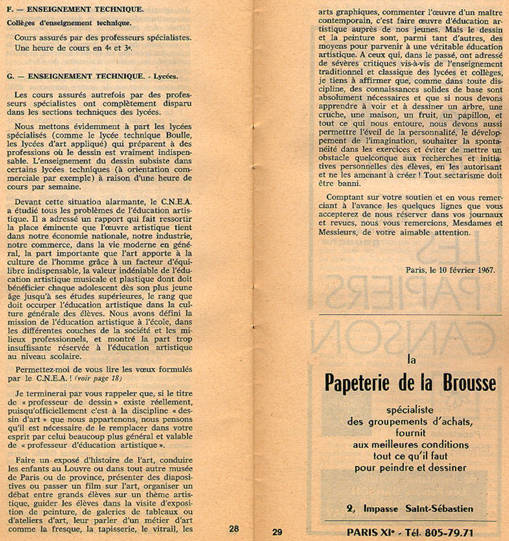 F. — ENSEIGNEMENT TECHNIQUE.
Collèges d'enseignement technique.
Cours assurés par des professeurs spécialistes.
Une heure de cours en 4e et 3e.
G. — ENSEIGNEMENT TECHNIQUE. - Lycées.
Les cours assurés autrefois par des profes-
seurs spécialistes ont complètement disparu
dans les sections techniques des lycées.
Nous mettons évidemment à part les lycées
spécialisés (comme le lycée technique Boulle,
les lycées d'art appliqué) qui préparent à des
professions où le dessin est vraiment indispen-
sable. L'enseignement du dessin subsiste dans
certains lycées techniques (à orientation com-
merciale par exemple) à raison d'une heure de
cours par semaine.
Devant cette situation alarmante, le C.N.E.A.
a étudié tous les problèmes de l'éducation artis-
tique. Il a adressé un rapport qui fait ressortir
la place éminente que l'œuvre artistique tient
dans notre économie nationale, notre industrie,
notre commerce, dans la vie moderne en géné-
ral, la part importante que l'art apporte à la
culture de l'homme grâce à un facteur d'équi-
libre indispensable, la valeur indéniable de l'édu-
cation artistique musicale et plastique dont doit
bénéficier chaque adolescent dès son plus jeune
âge jusqu'à ses études supérieures, le rang que
doit occuper l'éducation artistique dans la cul-
ture générale des élèves. Nous avons défini la
mission de l'éducation artistique à l'école, dans
les différentes couches de la société et les mi-
lieux professionnels, et montré la part trop
insuffisante réservée à l'éducation artistique
au niveau scolaire.
Permettez-moi de vous lire les vœux formulés
par le C.N.E.A.! (voir page 18)
Je terminerai par vous rappeler que, si le titre
de « professeur de dessin » existe réellement,
puisqu'officiellement c'est à la discipline « des-
sin d'art » que nous appartenons, nous pensons
qu'il est nécessaire de le remplacer dans votre
esprit par celui beaucoup plus général et valable
de « professeur d'éducation artistique ».
Faire un exposé d'histoire de l'art, conduire
les enfants au Louvre ou dans tout autre musée
de Paris ou de province, présenter des diaposi-
tives ou passer un film sur l'art, organiser un
débat entre grands élèves sur un thème artis-
tique, guider les élèves dans la visite d'exposi-
tion de peinture, de galeries de tableaux ou
d'ateliers d'art, leur parler d'un métier d'art
comme la fresque, la tapisserie, le vitrail, les
28
arts graphiques, commenter l'œuvre d'un maître
contemporain, c'est faire œuvre d'éducation ar-
tistique auprès de nos jeunes. Mais le dessin
et la peinture sont, parmi tant d'autres, des
moyens pour parvenir à une véritable éducation
artistique. A ceux qui, dans le passé, ont adressé
de sévères critiques vis-à-vis de l'enseignement
traditionnel et classique des lycées et collèges,
je tiens à affirmer que, comme dans toute dis-
cipline, des connaissances solides de base sont
absolument nécessaires et que si nous devons
apprendre à voir et à dessiner un arbre, une
cruche, une maison, un fruit, un papillon, et
tout ce qui nous entoure, nous devons aussi
permettre l'éveil de la personnalité, le dévelop-
pement de l'imagination, souhaiter la sponta-
néité dans les exercices et éviter de mettre un
obstacle quelconque aux recherches et initia-
tives personnelles des élèves, en les autorisant
et ne les amenant à créer ! Tout sectarisme doit
être banni.
Comptant sur votre soutien et en vous remer-
ciant à l'avance les quelques lignes que vous
accepterez de nous réserver dans vos journaux
et revues, nous vous remercions, Mesdames et
Messieurs, de votre aimable attention.
Paris, le 10 février 1967.
LES
PAPIERS
CANSON
la
Papeterie de la Brousse
spécialiste
des groupements d'achats,
fournit
aux meilleures conditions
tout ce qu'il faut
pour peindre et dessiner
2, Impasse Saint-Sébastien
29
PARIS XIe - Tél. 805-79.71